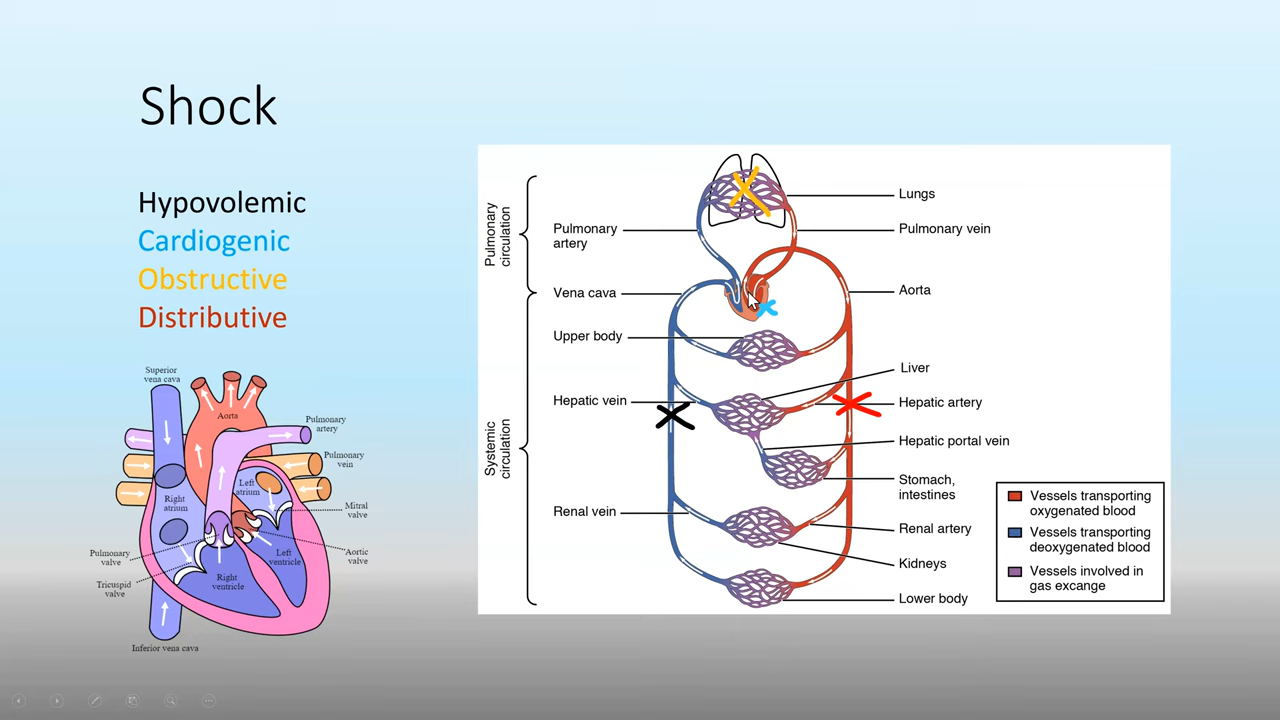 Shock
Hypovolemic
Cardiogenic
Obstructive
Distributive
Superior
vena cava
Aorta
Pulmonary
artery
Pulmonary
vein
Left
atrium
Right
atrium
Mitral
valve
Pulmonary
valve
Aortic
valve
Left
ventricle
Right
ventricle
Tricuspid
valve
Inferior vena cava
Pulmonary
circulation
Systemic
circulation
Pulmonary
artery
Vena cava
Upper body
Hepatic vein
Renal vein
Lungs
Pulmonary vein
Aorta
Liver
Hepatic artery
Hepatic portal vein
Stomach,
intestines
Renal artery
Kidneys
Lower body
Vessels transporting
oxygenated blood
Vessels transporting
deoxygenated blood
Vessels involved in
gas excange